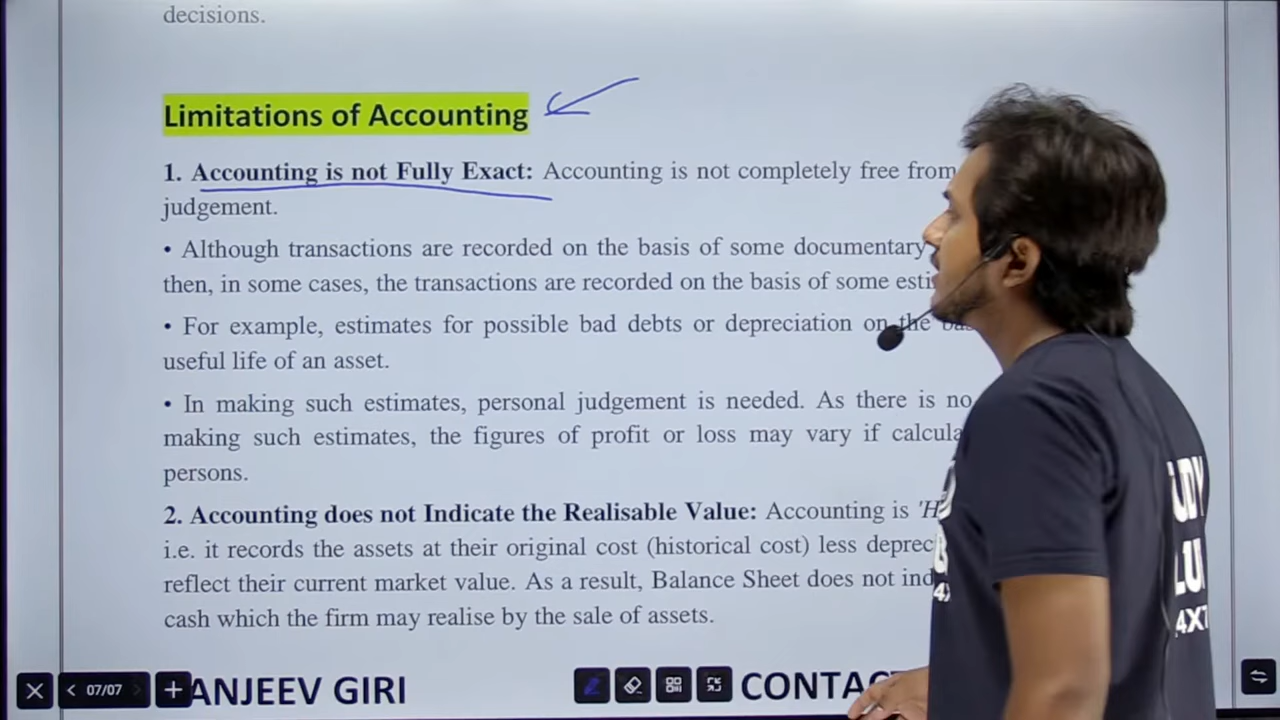 decisions.
Limitations of Accounting
1. Accounting is not Fully Exact: Accounting is not completely free from
judgement.
• Although transactions are recorded on the basis of some documentary
then, in some cases, the transactions are recorded on the basis of some esti
• For example, estimates for possible bad debts or depreciation on the
useful life of an asset.
• In making such estimates, personal judgement is needed. As there is no
making such estimates, the figures of profit or loss may vary if calcula
persons.
2. Accounting does not Indicate the Realisable Value: Accounting is 'H
i.e. it records the assets at their original cost (historical cost) less deprec
reflect their current market value. As a result, Balance Sheet does not ind
cash which the firm may realise by the sale of assets.
07/07
ANJEEV GIRI
CONTAC
UDY
LU
4X7